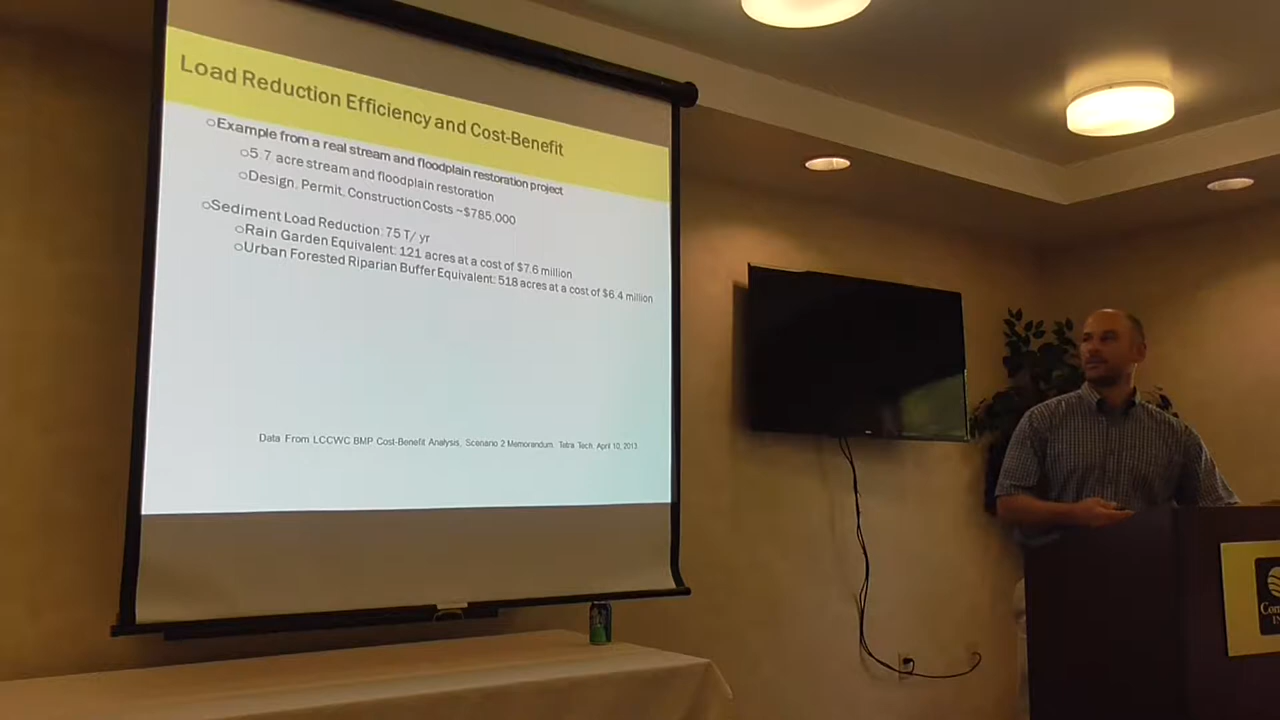 Load Reduction Efficiency and Cost-Benefit
Example from a real stream and floodplain restoration project
5.7 acre stream and floodplain restoration
Design, Permit, Construction Costs ~$785,000
Sediment Load Reduction: 75 T/ yr
Rain Garden Equivalent: 121 acres at a cost of $7.6 million
Urban Forested Riparian Buffer Equivalent: 518 acres at a cost of $6.4 million
Data From LCCWC BMP Cost-Benefit Analysis, Scenario 2 Memorandum. Tetra Tech. April 10, 2013